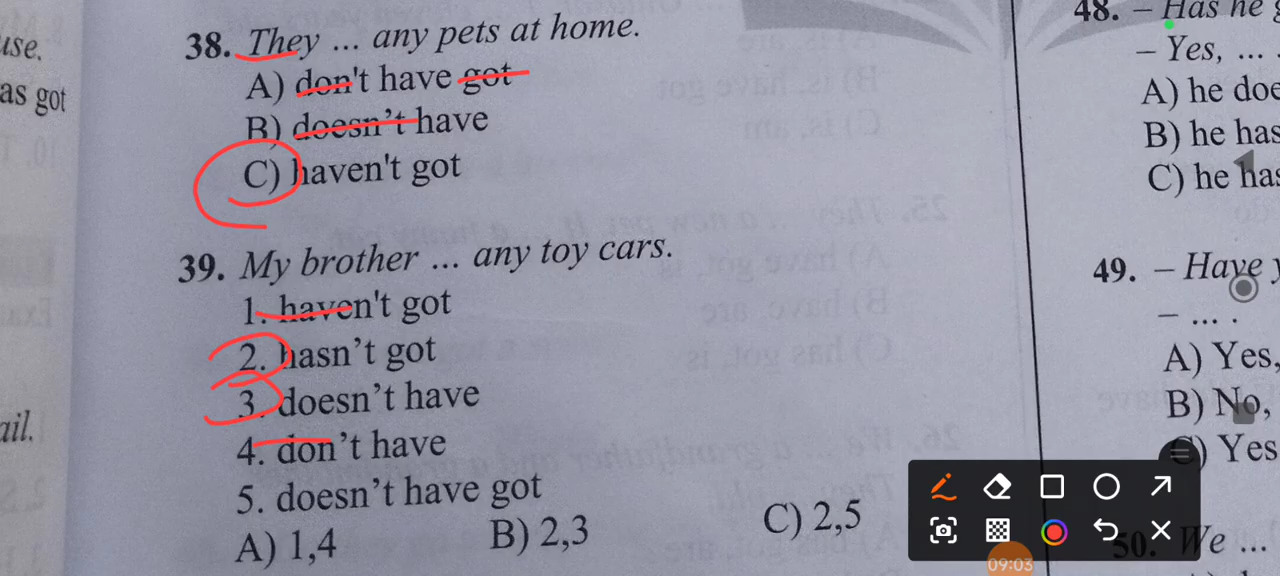 use.
as got
ail.
38. They ... any pets at home.
A) don't have got
B) doesn't have
C) haven't got
39. My brother ... any toy cars.
1. haven't got
2. hasn't got
3. doesn't have
4. don't have
5. doesn't have got
A) 1,4 B) 2,3 C) 2,5
48. – Has he g
– Yes, ... .
A) he doe
B) he has
C) he has
49. – Have y
– ... .
A) Yes,
B) No,
C) Yes
50. We ...
09:03